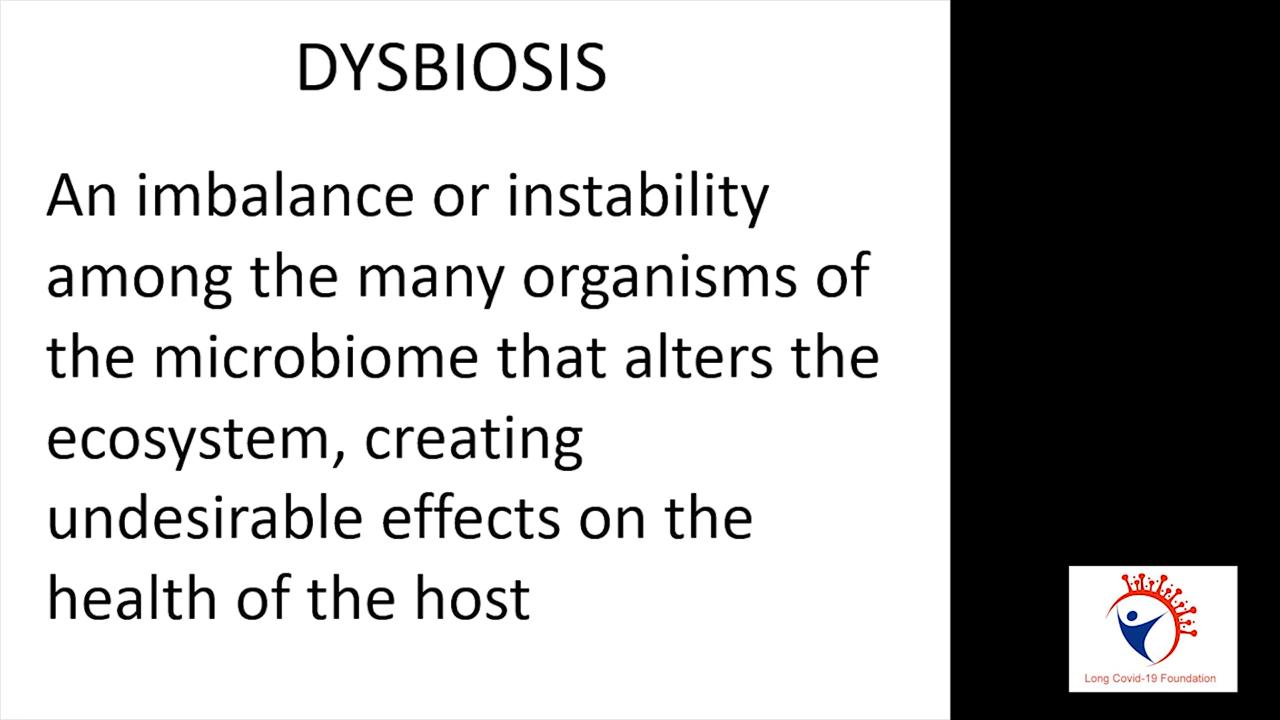 DYSBIOSIS
An imbalance or instability
among the many organisms of
the microbiome that alters the
ecosystem, creating
undesirable effects on the
health of the host
Long Covid-19 Foundation